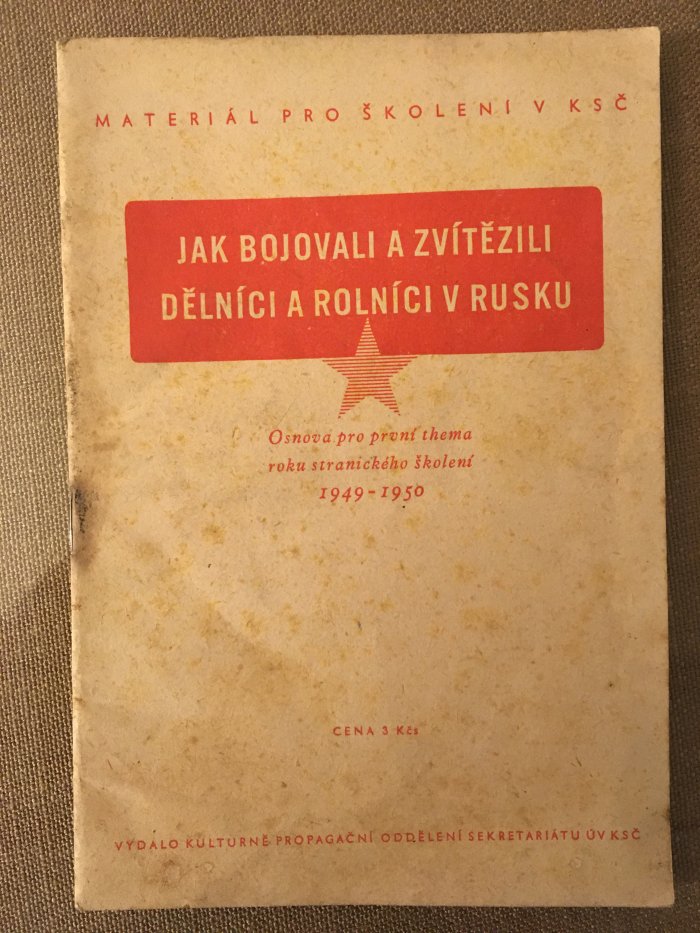 MATERIÁL PRO ŠKOLENÍ V KSČ
JAK BOJOVALI A ZVÍTĚZILI
DĚLNÍCI A ROLNÍCI V RUSKU
Osnova pro první thema
roku stranického školení
1949-1950
CENA 3 Kčs
VYDALO KULTURNĚ PROPAGAČNÍ ODDĚLENÍ SEKRETARIÁTU ÚV KSČ